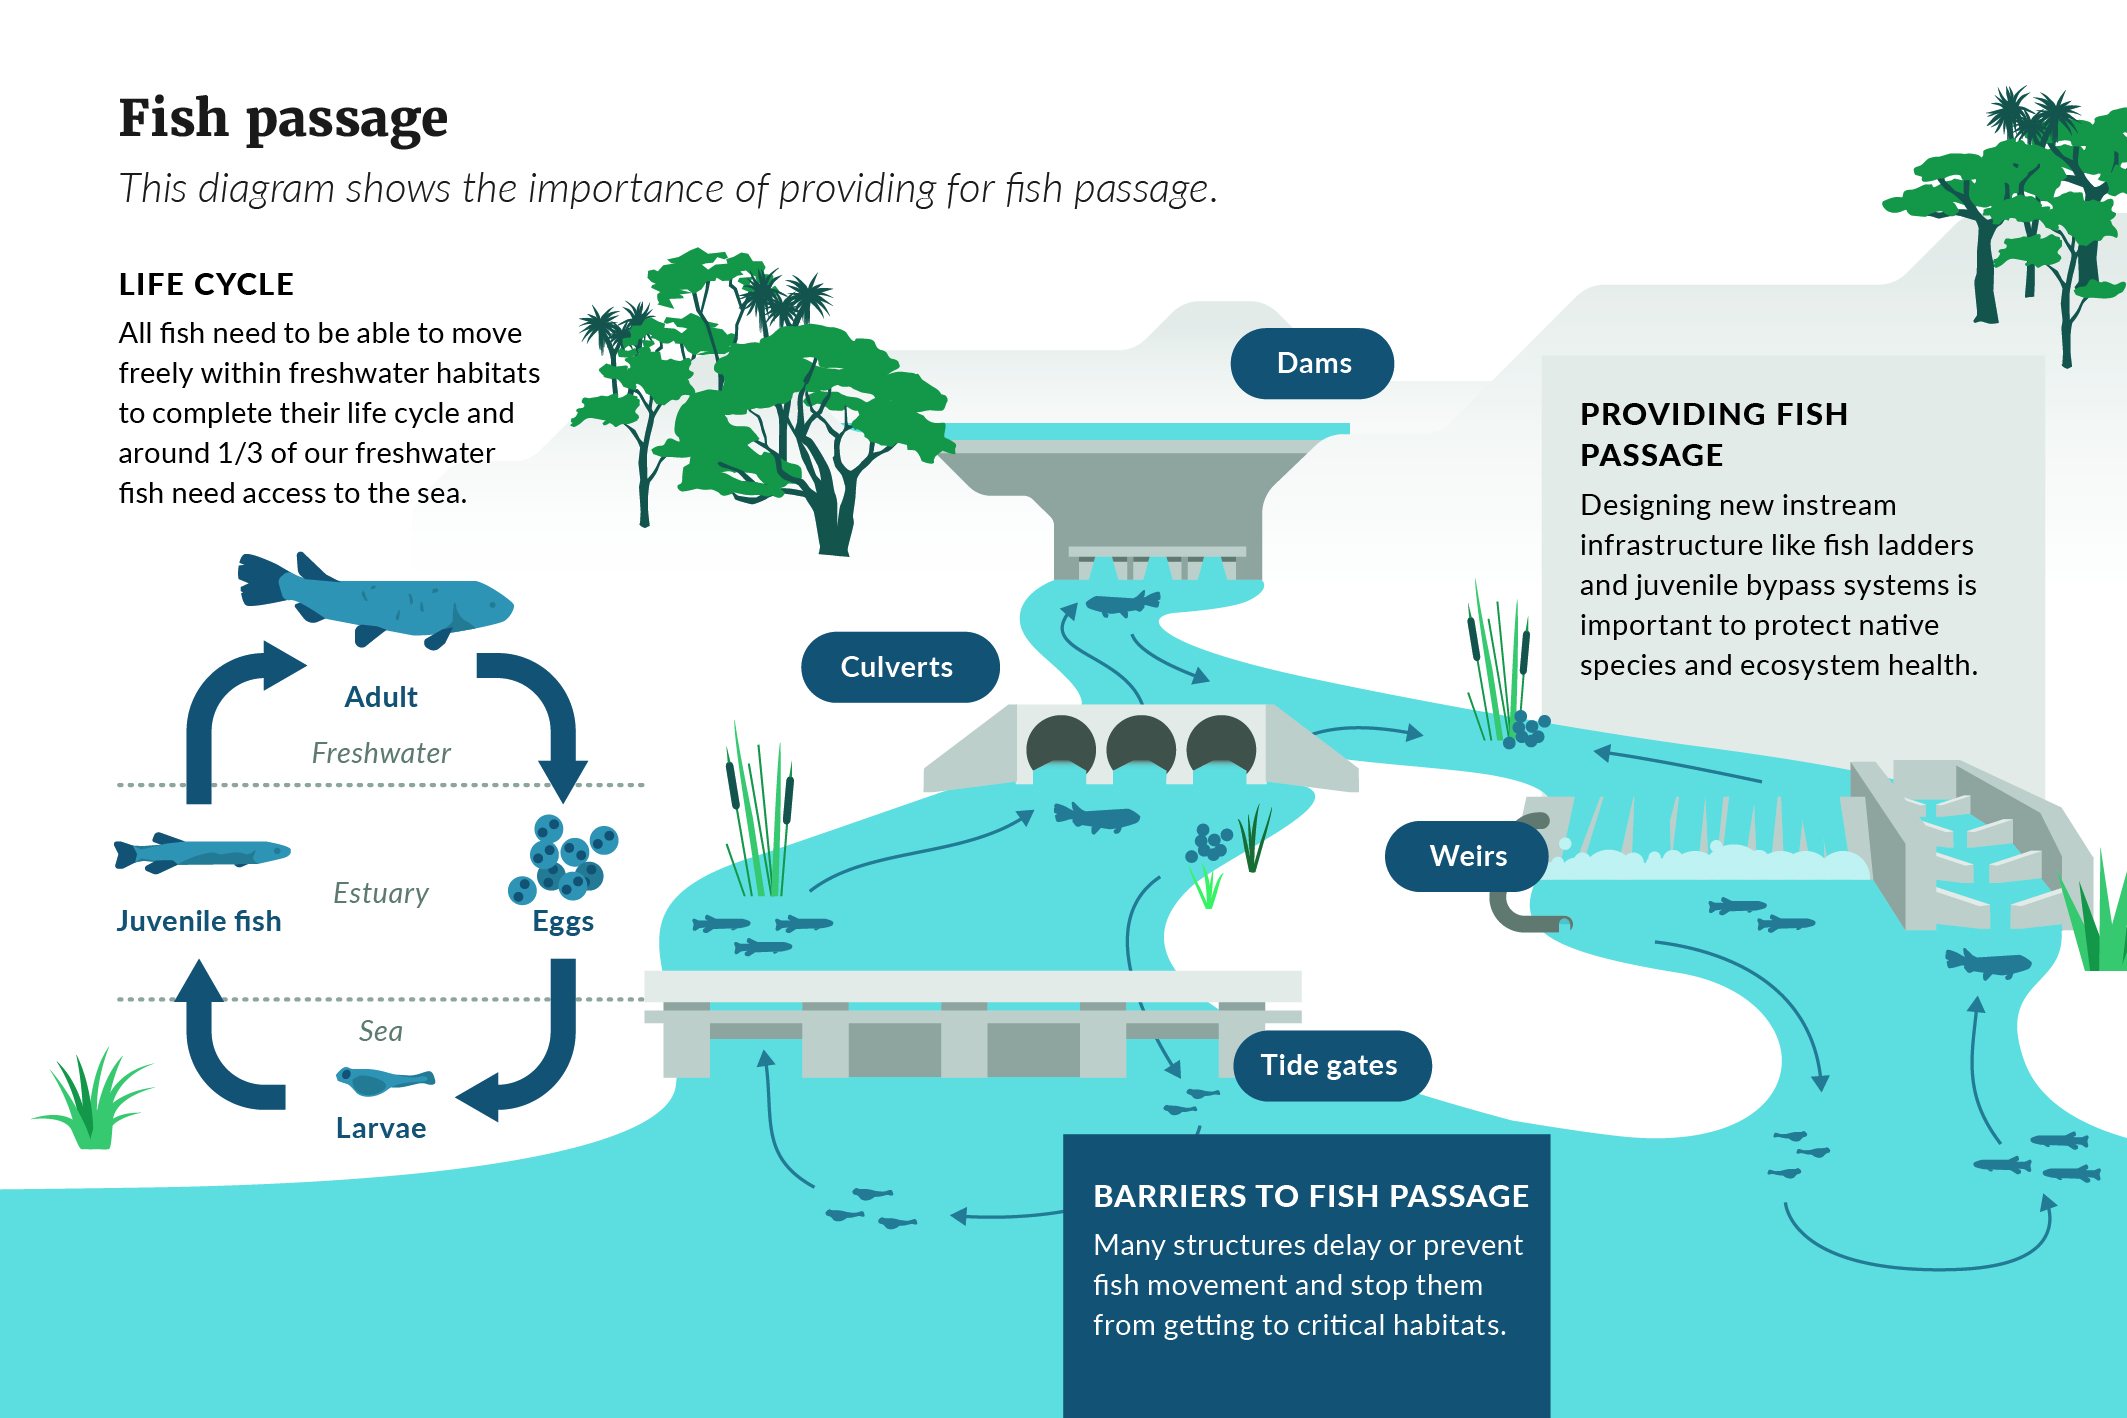 Fish passage
This diagram shows the importance of providing for fish passage.
LIFE CYCLE
All fish need to be able to move
freely within freshwater habitats
to complete their life cycle and
around 1/3 of our freshwater
fish need access to the sea.
Adult
Freshwater
Juvenile fish
Estuary
Eggs
Sea
Larvae
Dams
Culverts
Weirs
Tide gates
PROVIDING FISH
PASSAGE
Designing new instream
infrastructure like fish ladders
and juvenile bypass systems is
important to protect native
species and ecosystem health.
BARRIERS TO FISH PASSAGE
Many structures delay or prevent
fish movement and stop them
from getting to critical habitats.